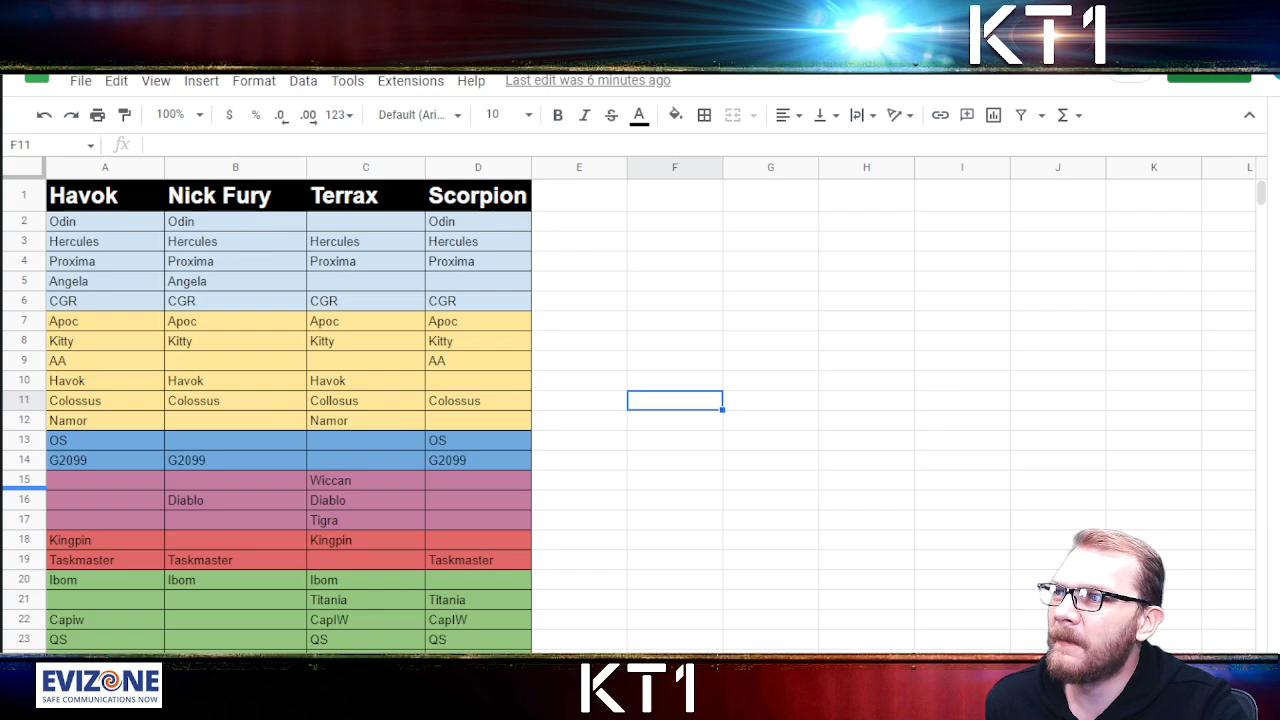 KT1
File Edit View Insert Format Data Tools Extensions Help Last edit was 6 minutes ago
100% $ % .0 .00 123 Default (Ari... 10 B I S A
F11 fx
A B C D E F G H I J K L
1 Havok Nick Fury Terrax Scorpion
2 Odin Odin Odin
3 Hercules Hercules Hercules Hercules
4 Proxima Proxima Proxima Proxima
5 Angela Angela
6 CGR CGR CGR CGR
7 Apoc Apoc Apoc Apoc
8 Kitty Kitty Kitty Kitty
9 AA AA
10 Havok Havok Havok
11 Colossus Colossus Collosus Colossus
12 Namor Namor
13 OS OS
14 G2099 G2099 G2099
15 Wiccan
16 Diablo Diablo
17 Tigra
18 Kingpin Kingpin
19 Taskmaster Taskmaster Taskmaster
20 Ibom Ibom Ibom
21 Titania Titania
22 Capiw CapIW CapIW
23 QS QS QS
EVIZONE
SAFE COMMUNICATIONS NOW
KT1